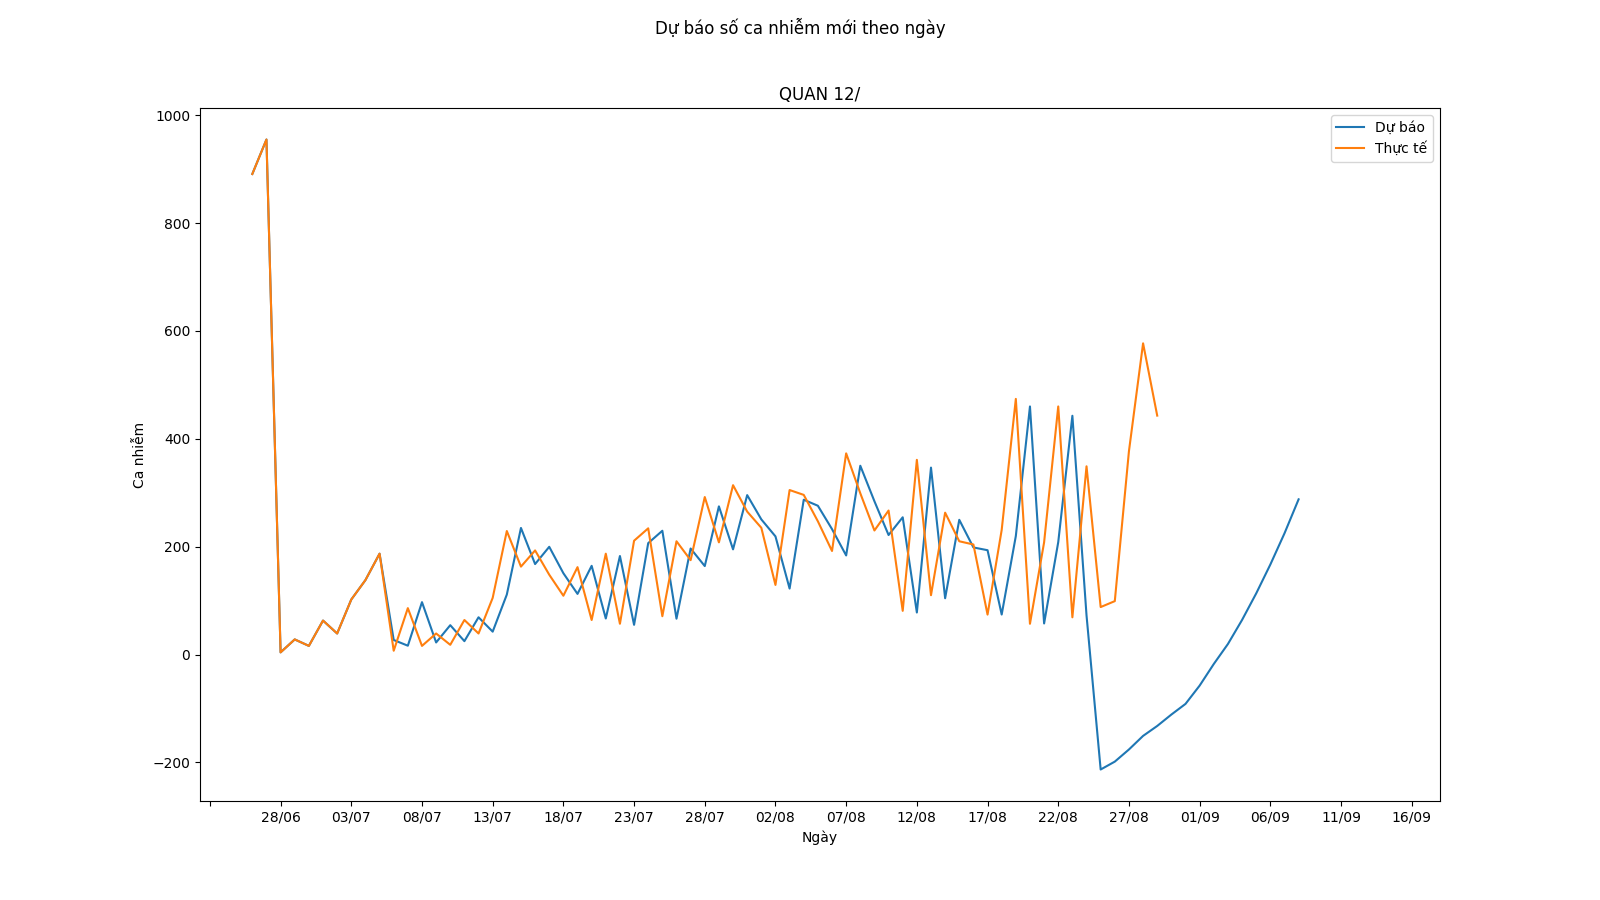 Dự báo số ca nhiễm mới theo ngày
QUAN 12/
Dự báo
Thực tế
Ca nhiễm
1000
800
600
400
200
0
−200
28/06 03/07 08/07 13/07 18/07 23/07 28/07 02/08 07/08 12/08 17/08 22/08 27/08 01/09 06/09 11/09 16/09
Ngày